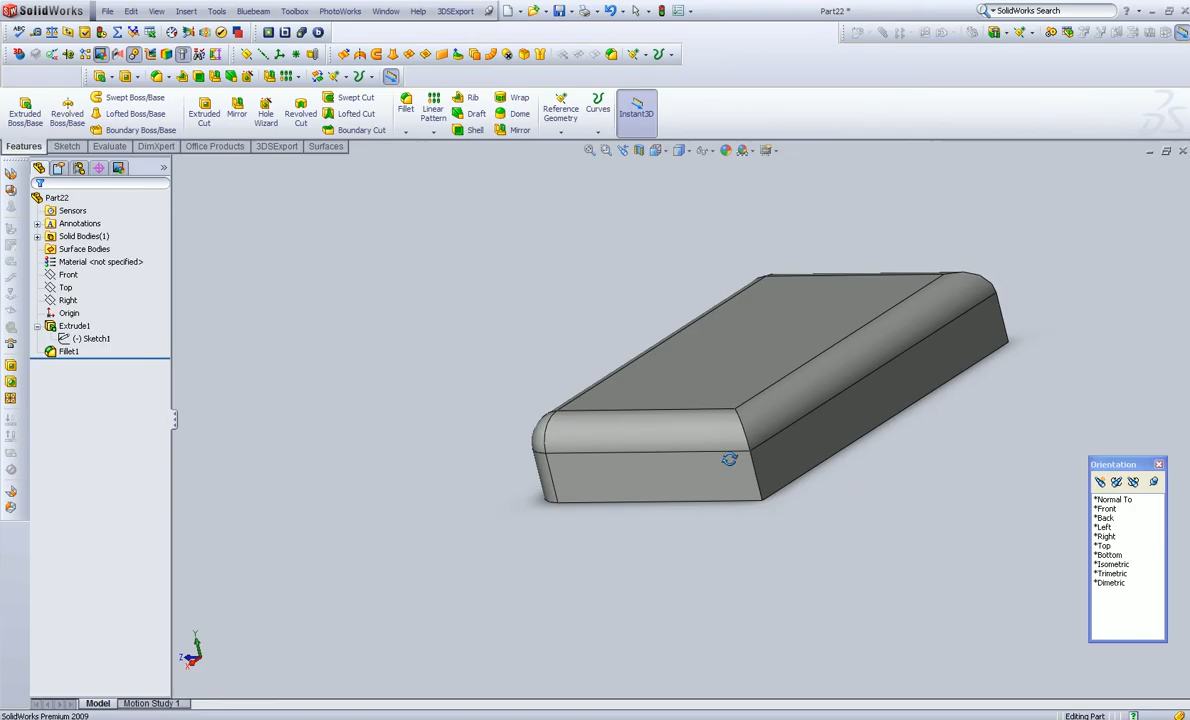 SolidWorks File Edit View Insert Tools Bluebeam Toolbox PhotoWorks Window Help 3DSExport Part22 * SolidWorks Search
Extruded Boss/Base
Revolved Boss/Base
Swept Boss/Base
Lofted Boss/Base
Boundary Boss/Base
Extruded Cut
Mirror
Hole Wizard
Revolved Cut
Swept Cut
Lofted Cut
Boundary Cut
Fillet
Linear Pattern
Rib
Draft
Shell
Wrap
Dome
Mirror
Reference Geometry
Curves
Instant3D
Features Sketch Evaluate DimXpert Office Products 3DSExport Surfaces
Part22
Sensors
Annotations
Solid Bodies(1)
Surface Bodies
Material <not specified>
Front
Top
Right
Origin
Extrude1
(-) Sketch1
Fillet1
Orientation
*Normal To
*Front
*Back
*Left
*Right
*Top
*Bottom
*Isometric
*Trimetric
*Dimetric
Y
Z
X
Model Motion Study 1
SolidWorks Premium 2009 Editing Part